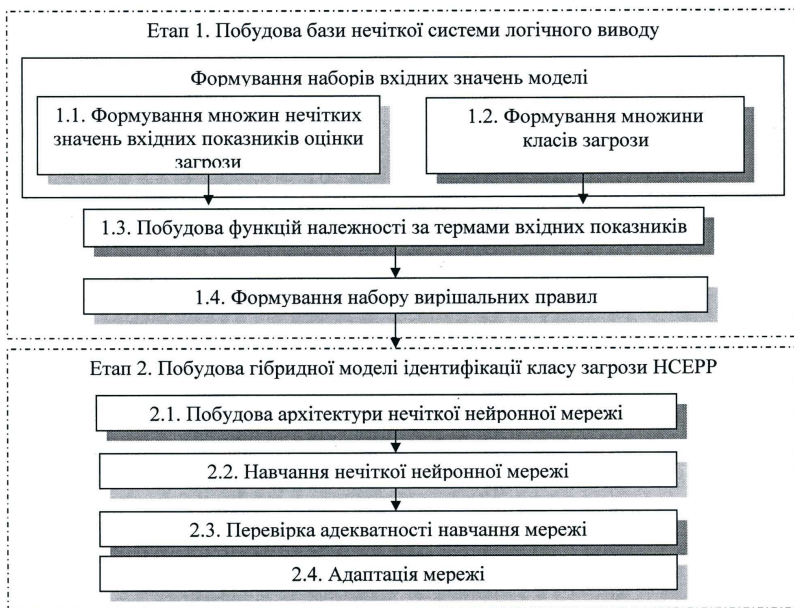 Етап 1. Побудова бази нечіткої системи логічного виводу
Формування наборів вхідних значень моделі
1.1. Формування множин нечітких
значень вхідних показників оцінки
загрози
1.2. Формування множини
класів загрози
1.3. Побудова функцій належності за термами вхідних показників
1.4. Формування набору вирішальних правил
Етап 2. Побудова гібридної моделі ідентифікації класу загрози НСЕРР
2.1. Побудова архітектури нечіткої нейронної мережі
2.2. Навчання нечіткої нейронної мережі
2.3. Перевірка адекватності навчання мережі
2.4. Адаптація мережі